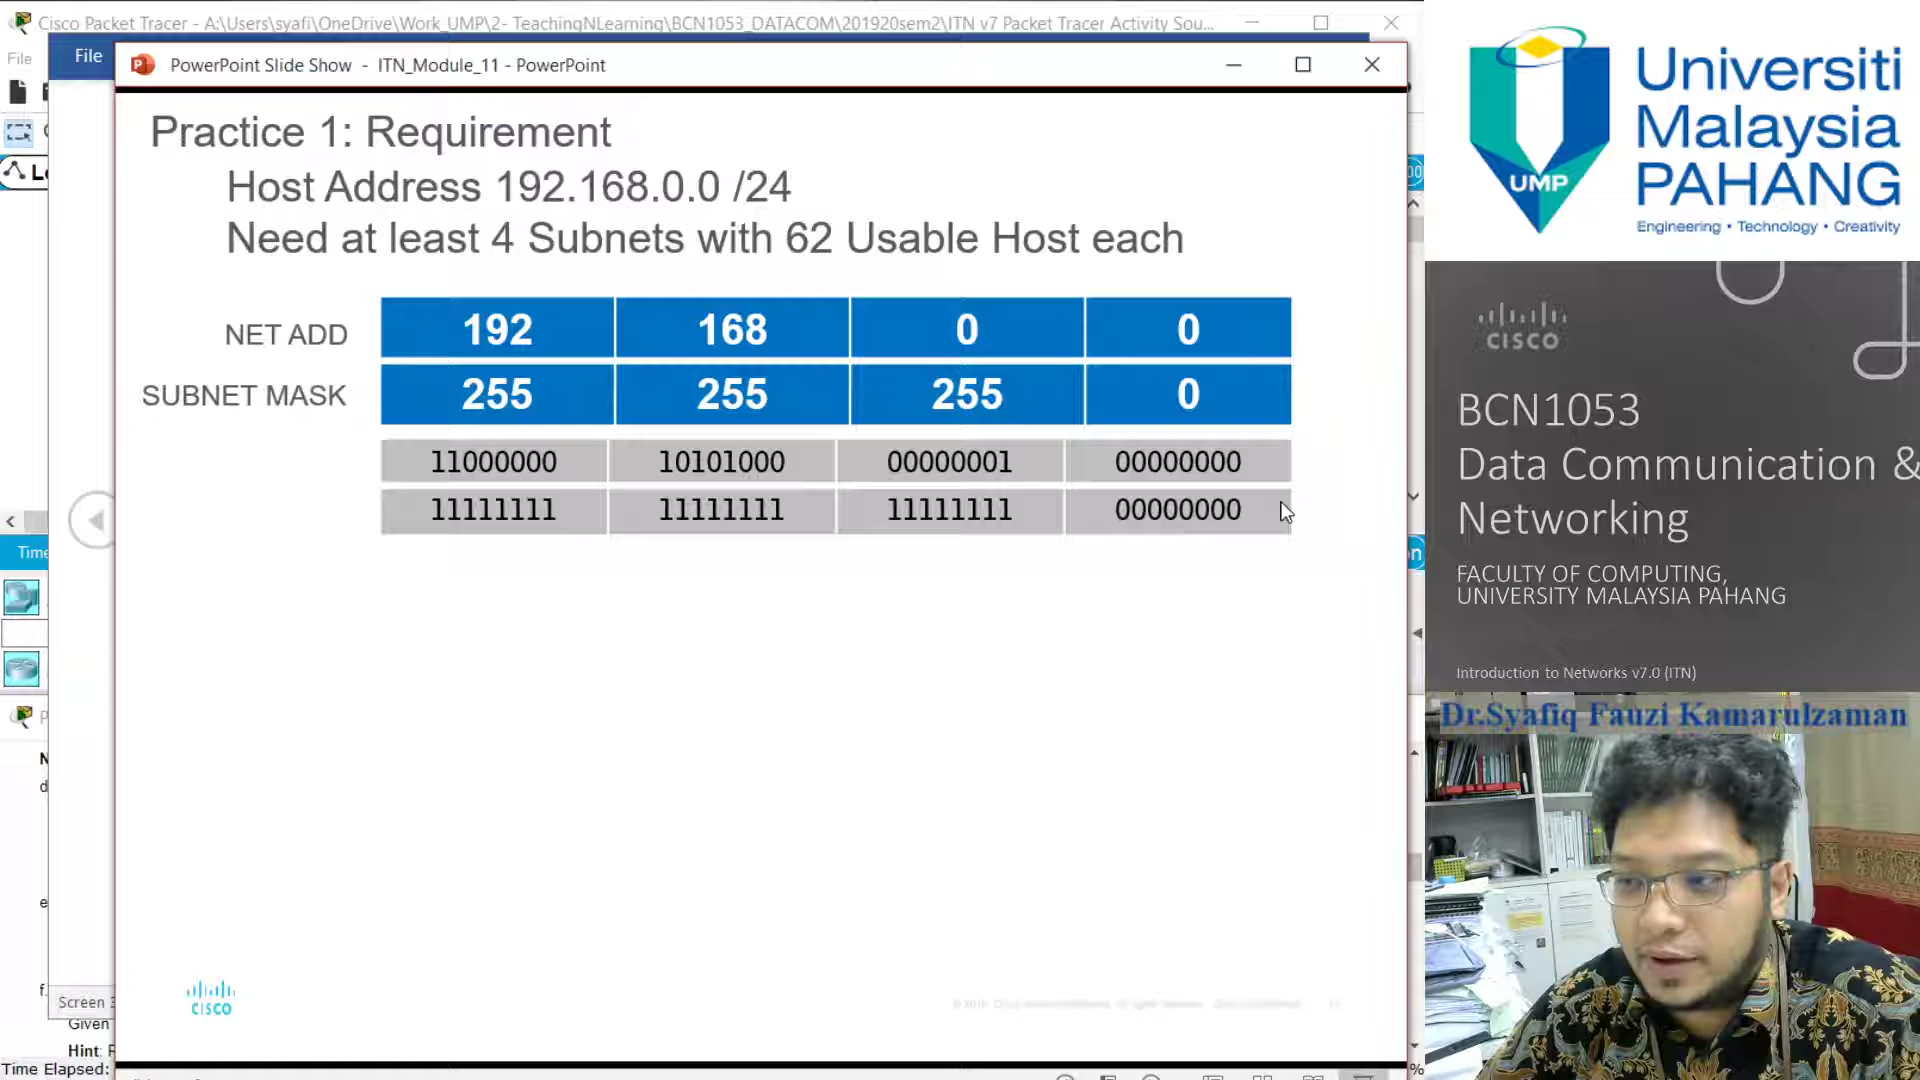 Cisco Packet Tracer - A:\Users\syafi\OneDrive\Work_UMP\2- TeachingNLearning\BCN1053_DATACOM\201920sem2\ITN v7 Packet Tracer Activity Sou...
File
File
PowerPoint Slide Show - ITN_Module_11 - PowerPoint
Practice 1: Requirement
Host Address 192.168.0.0 /24
Need at least 4 Subnets with 62 Usable Host each
NET ADD 192 168 0 0
SUBNET MASK 255 255 255 0
11000000 10101000 00000001 00000000
11111111 11111111 11111111 00000000
Time
Screen
Given
Hint:
Time Elapsed:
CISCO
%
UMP
Universiti
Malaysia
PAHANG
Engineering • Technology • Creativity
CISCO
BCN1053
Data Communication &
Networking
FACULTY OF COMPUTING,
UNIVERSITY MALAYSIA PAHANG
Introduction to Networks v7.0 (ITN)
Dr.Syafiq Fauzi Kamarulzaman